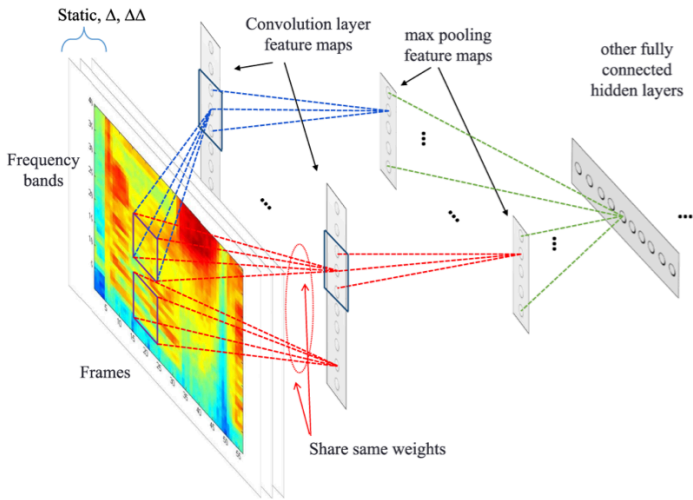 Static, Δ, ΔΔ
Convolution layer
feature maps
max pooling
feature maps
other fully
connected
hidden layers
Frequency
bands
Frames
Share same weights